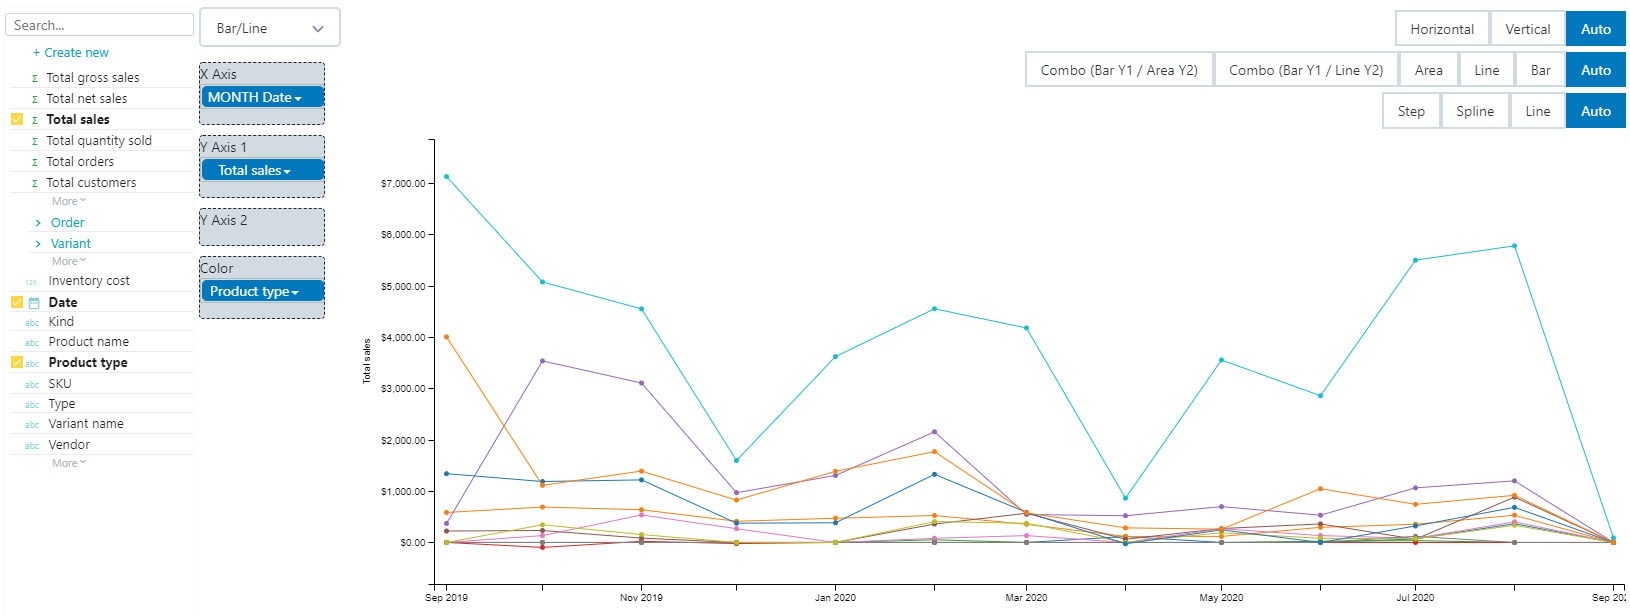 Search...
+ Create new
Σ Total gross sales
Σ Total net sales
Σ Total sales
Σ Total quantity sold
Σ Total orders
Σ Total customers
More
Order
Variant
More
123 Inventory cost
Date
abc Kind
abc Product name
abc Product type
abc SKU
abc Type
abc Variant name
abc Vendor
More
Bar/Line
X Axis
MONTH Date
Y Axis 1
Total sales
Y Axis 2
Color
Product type
Horizontal Vertical Auto
Combo (Bar Y1 / Area Y2) Combo (Bar Y1 / Line Y2) Area Line Bar Auto
Step Spline Line Auto
Total sales
$7,000.00
$6,000.00
$5,000.00
$4,000.00
$3,000.00
$2,000.00
$1,000.00
$0.00
Sep 2019 Nov 2019 Jan 2020 Mar 2020 May 2020 Jul 2020 Sep 202